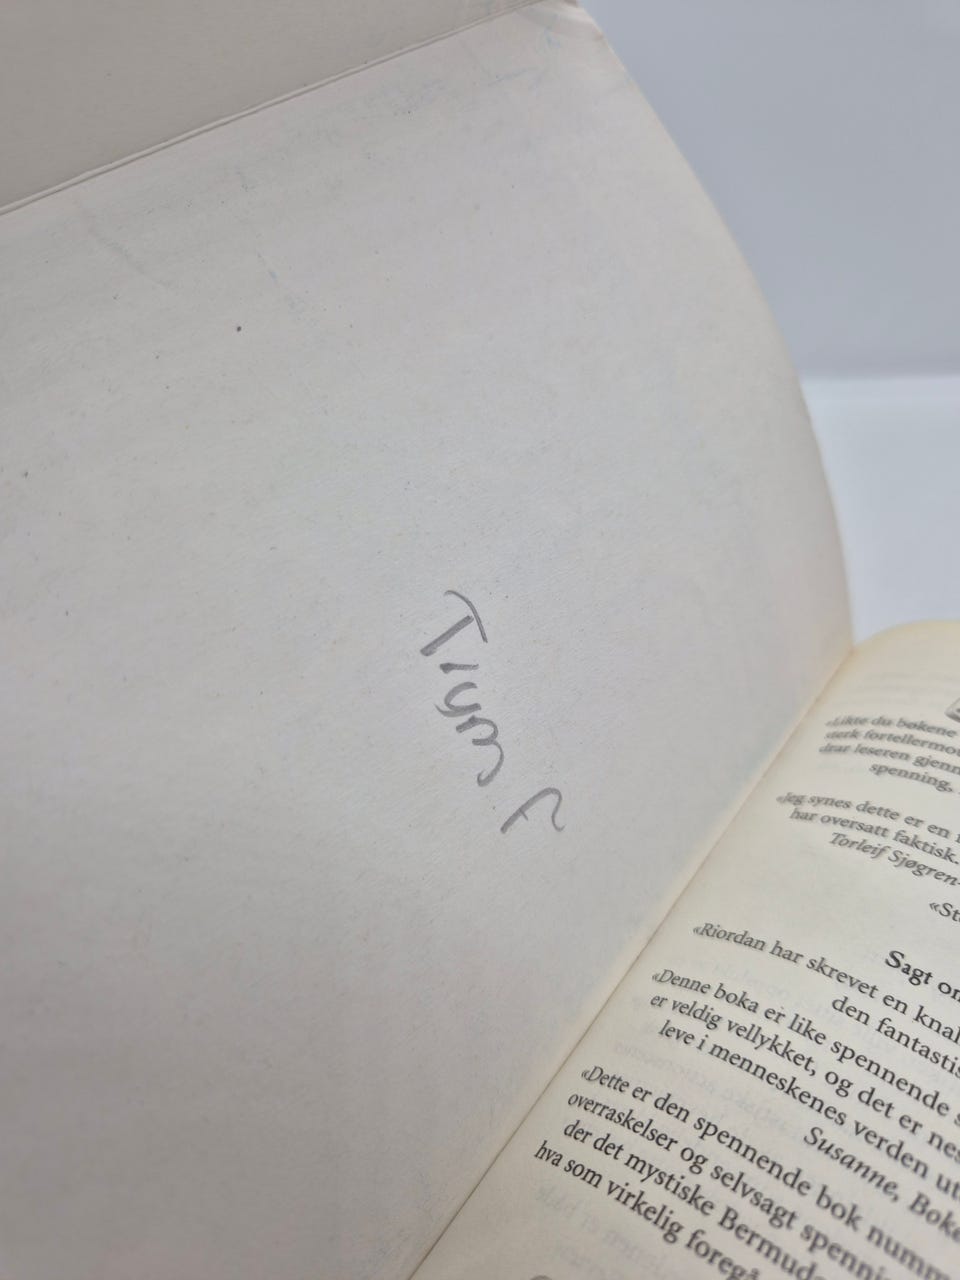 Trym F
«Likte du bøkene
sterk fortellermo
drar leseren gjenn
spenning,
«Jeg synes dette er en f
har oversatt faktisk.
Torleif Sjøgren-
«St
Sagt om
«Riordan har skrevet en knal
den fantastis
«Denne boka er like spennende s
er veldig vellykket, og det er nes
leve i menneskenes verden ut
Susanne, Boke
«Dette er den spennende bok numm
overraskelser og selvsagt spenni
der det mystiske Bermud
hva som virkelig foregå